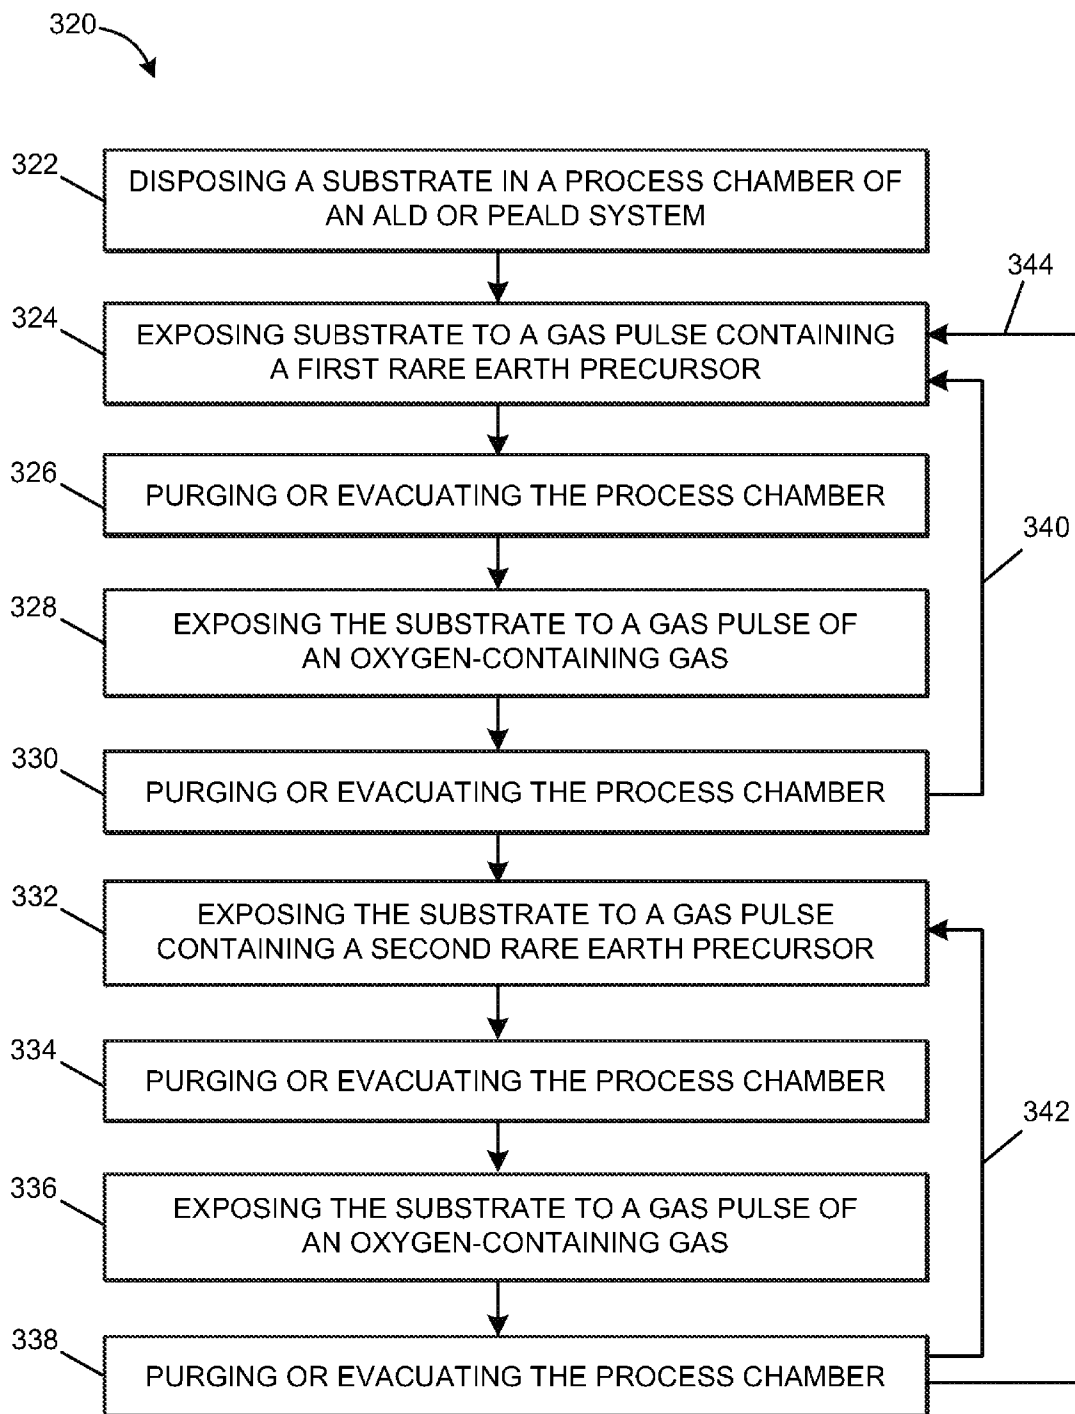 320
322
DISPOSING A SUBSTRATE IN A PROCESS CHAMBER OF
AN ALD OR PEALD SYSTEM
344
324
EXPOSING SUBSTRATE TO A GAS PULSE CONTAINING
A FIRST RARE EARTH PRECURSOR
326
PURGING OR EVACUATING THE PROCESS CHAMBER
340
328
EXPOSING THE SUBSTRATE TO A GAS PULSE OF
AN OXYGEN-CONTAINING GAS
330
PURGING OR EVACUATING THE PROCESS CHAMBER
332
EXPOSING THE SUBSTRATE TO A GAS PULSE
CONTAINING A SECOND RARE EARTH PRECURSOR
334
PURGING OR EVACUATING THE PROCESS CHAMBER
342
336
EXPOSING THE SUBSTRATE TO A GAS PULSE OF
AN OXYGEN-CONTAINING GAS
338
PURGING OR EVACUATING THE PROCESS CHAMBER